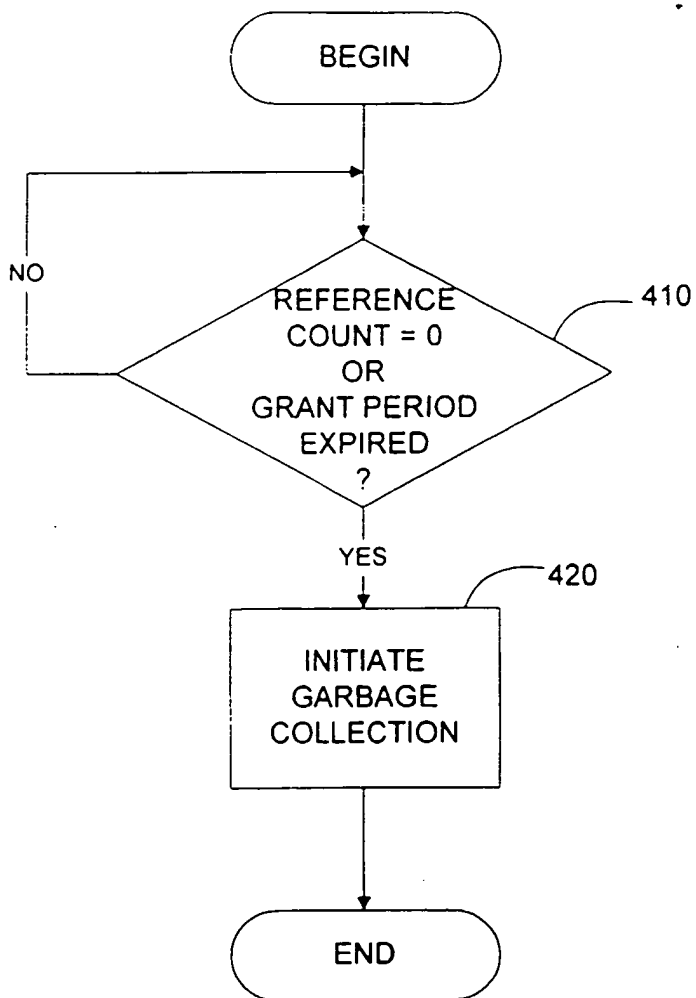 BEGIN
NO
REFERENCE
COUNT = 0
OR
GRANT PERIOD
EXPIRED
?
410
YES
420
INITIATE
GARBAGE
COLLECTION
END